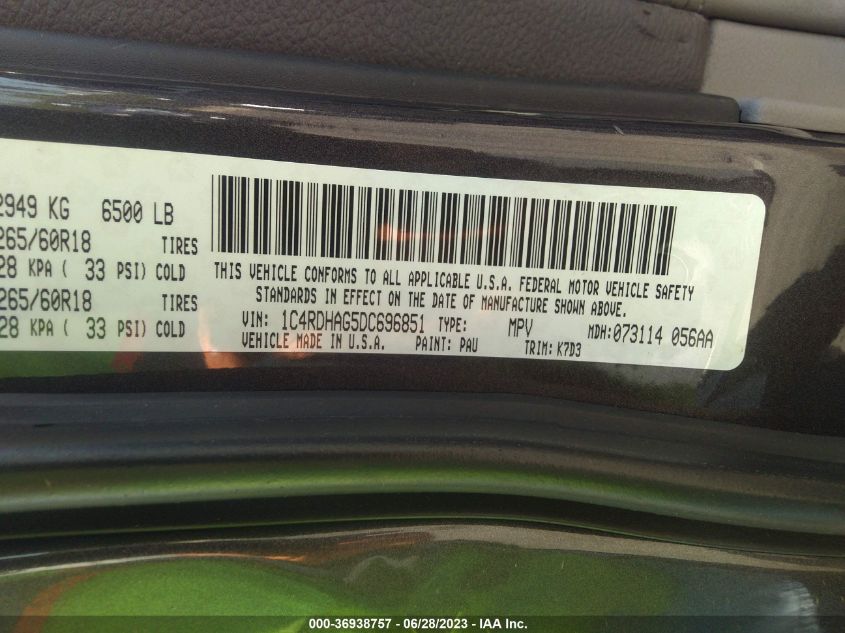 2949 KG 6500 LB
265/60R18 TIRES
28 KPA ( 33 PSI) COLD
265/60R18 TIRES
28 KPA ( 33 PSI) COLD
THIS VEHICLE CONFORMS TO ALL APPLICABLE U.S.A. FEDERAL MOTOR VEHICLE SAFETY
STANDARDS IN EFFECT ON THE DATE OF MANUFACTURE SHOWN ABOVE.
VIN: 1C4RDHAG5DC696851 TYPE: MPV MDH:073114 056AA
VEHICLE MADE IN U.S.A. PAINT: PAU TRIM: K7D3
000-36938757 - 06/28/2023 - IAA Inc.